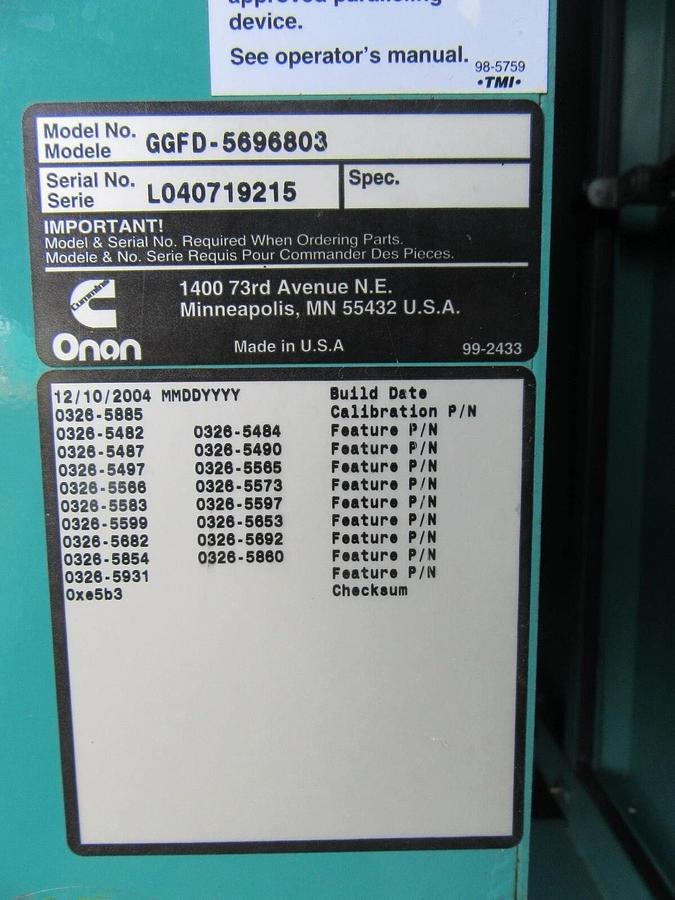 approved paralleling
device.
See operator's manual.
98-5759
•TMI•
Model No.
Modele GGFD-5696803
Serial No.
Serie L040719215
Spec.
IMPORTANT!
Model & Serial No. Required When Ordering Parts.
Modele & No. Serie Requis Pour Commander Des Pieces.
Cummins
Onan
1400 73rd Avenue N.E.
Minneapolis, MN 55432 U.S.A.
Made in U.S.A
99-2433
12/10/2004 MMDDYYYY Build Date
0326-5885 Calibration P/N
0326-5482 0326-5484 Feature P/N
0326-5487 0326-5490 Feature P/N
0326-5497 0326-5565 Feature P/N
0326-5566 0326-5573 Feature P/N
0326-5583 0326-5597 Feature P/N
0326-5599 0326-5653 Feature P/N
0326-5682 0326-5692 Feature P/N
0326-5854 0326-5860 Feature P/N
0326-5931 Feature P/N
0xe5b3 Checksum